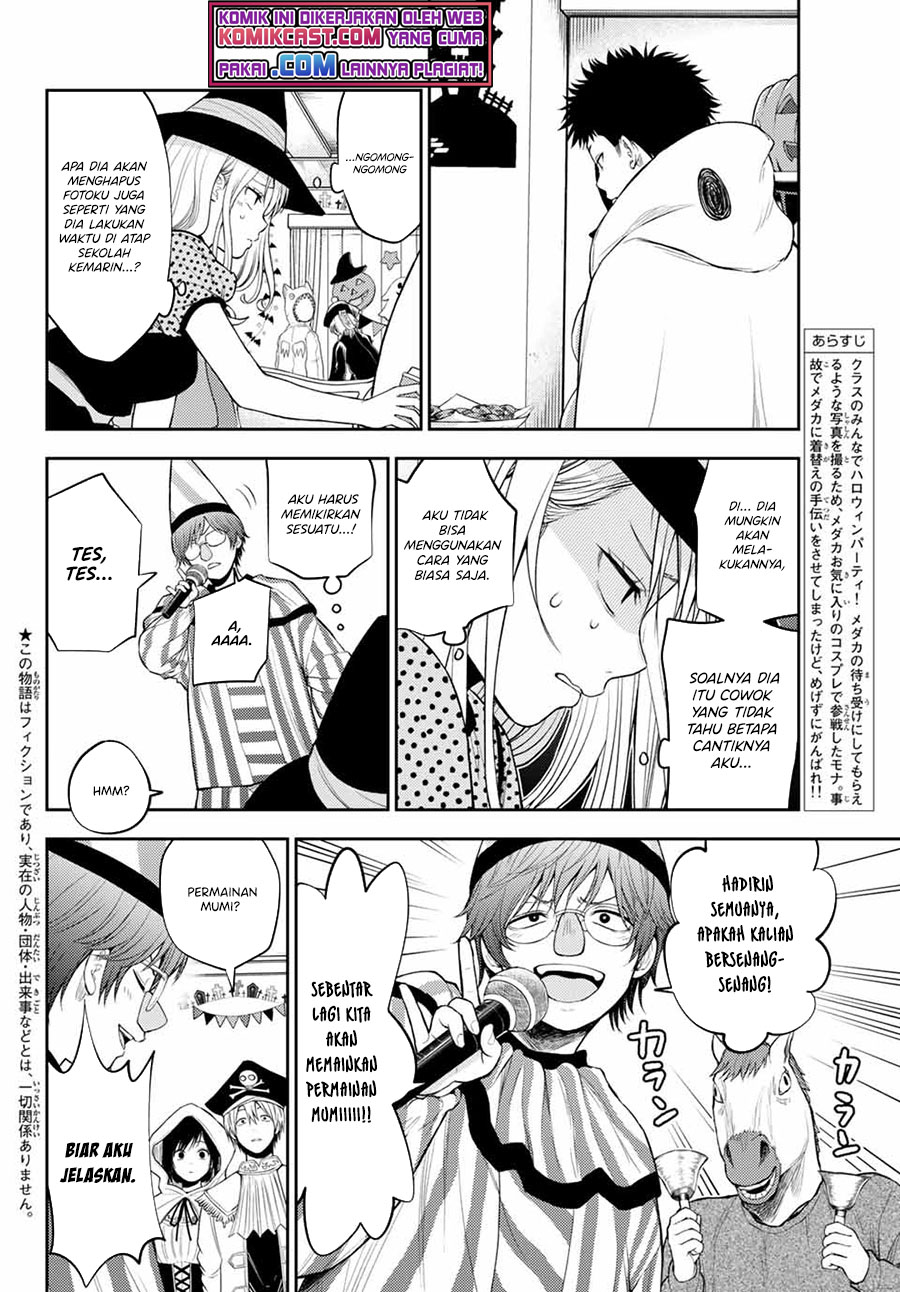 KOMIK INI DIKERJAKAN OLEH WEB
KOMIKCAST.COM YANG CUMA
PAKAI .COM LAINNYA PLAGIAT!
...NGOMONG-
NGOMONG
APA DIA AKAN
MENGHAPUS
FOTOKU JUGA
SEPERTI YANG
DIA LAKUKAN
WAKTU DI ATAP
SEKOLAH
KEMARIN...?
あらすじ
クラスのみんなでハロウィンパーティ！ メダカの待ち受けにしてもらえ
るような写真を撮るため、メダカお気に入りのコスプレで参戦したモナ。事
故でメダカに着替えの手伝いをさせてしまったけど、めげずにがんばれ!!
DI... DIA
MUNGKIN
AKAN
MELA-
KUKANNYA,
SOALNYA DIA
ITU COWOK
YANG TIDAK
TAHU BETAPA
CANTIKNYA
AKU...
AKU TIDAK
BISA
MENGGUNAKAN
CARA YANG
BIASA SAJA.
AKU HARUS
MEMIKIRKAN
SESUATU...!
A,
AAAA.
TES,
TES...
HMM?
HADIRIN
SEMUANYA,
APAKAH KALIAN
BERSENANG-
SENANG!
カラン
カラン
SEBENTAR
LAGI KITA
AKAN
MEMAINKAN
PERMAINAN
MUMIIIII!!
PERMAINAN
MUMI?
BIAR AKU
JELASKAN.
★この物語はフィクションであり、実在の人物・団体・出来事などとは、一切関係ありません。